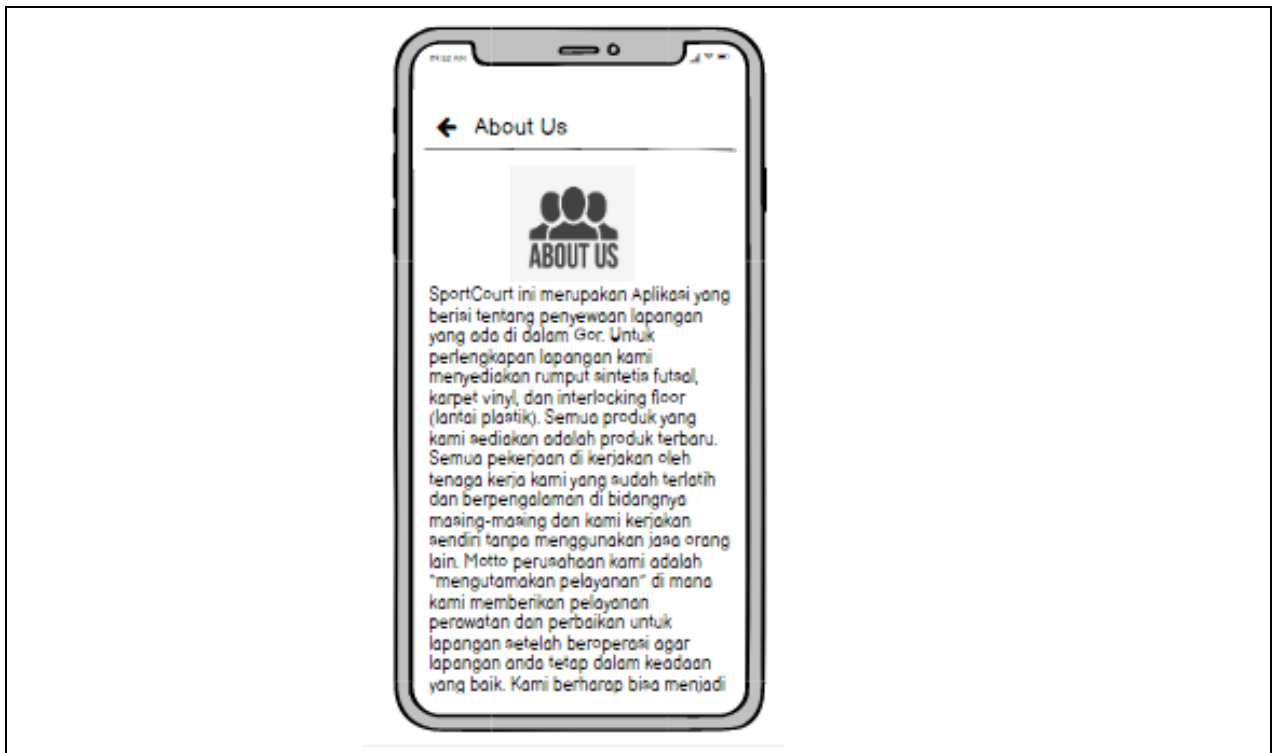 About Us
ABOUT US
SportCourt ini merupakan Aplikasi yang
berisi tentang penyewaan lapangan
yang ada di dalam Gor. Untuk
perlengkapan lapangan kami
menyediakan rumput sintetis futsal,
karpet vinyl, dan interlocking floor
(lantai plastik). Semua produk yang
kami sediakan adalah produk terbaru.
Semua pekerjaan di kerjakan oleh
tenaga kerja kami yang sudah terlatih
dan berpengalaman di bidangnya
masing-masing dan kami kerjakan
sendiri tanpa menggunakan jasa orang
lain. Motto perusahaan kami adalah
"mengutamakan pelayanan" di mana
kami memberikan pelayanan
perawatan dan perbaikan untuk
lapangan setelah beroperasi agar
lapangan anda tetap dalam keadaan
yang baik. Kami berharap bisa menjadi